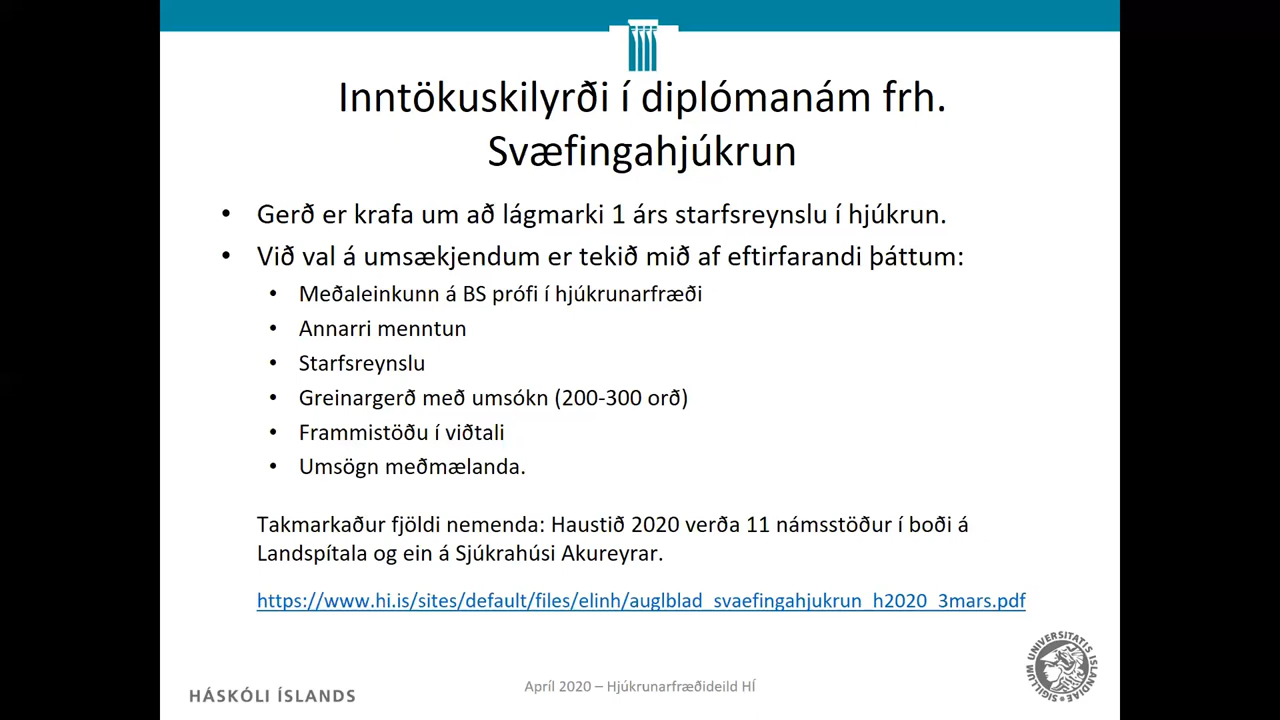 Inntökuskilyrði í diplómanám frh.
Svæfingahjúkrun
• Gerð er krafa um að lágmarki 1 árs starfsreynslu í hjúkrun.
• Við val á umsækjendum er tekið mið af eftirfarandi þáttum:
• Meðaleinkunn á BS prófi í hjúkrunarfræði
• Annarri menntun
• Starfsreynslu
• Greinargerð með umsókn (200-300 orð)
• Frammistöðu í viðtali
• Umsögn meðmælanda.
Takmarkaður fjöldi nemenda: Haustið 2020 verða 11 námsstöður í boði á
Landspítala og ein á Sjúkrahúsi Akureyrar.
https://www.hi.is/sites/default/files/elinh/auglblad_svaefingahjukrun_h2020_3mars.pdf
HÁSKÓLI ÍSLANDS
Apríl 2020 – Hjúkrunarfræðideild HÍ
SIGILLUM UNIVERSITATIS ISLANDIAE